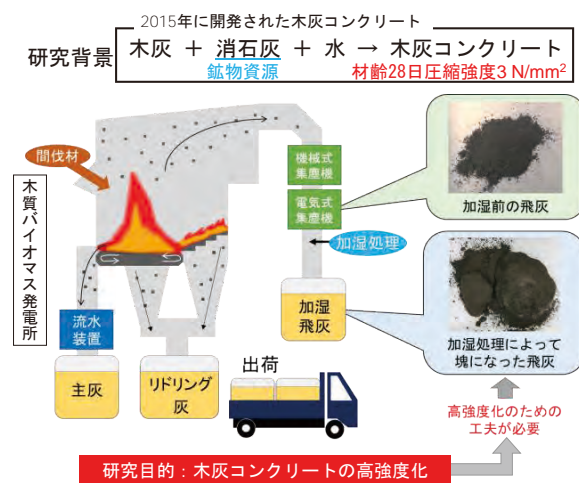 2015年に開発された木灰コンクリート
研究背景
木灰 + 消石灰 + 水 → 木灰コンクリート
鉱物資源
材齢28日圧縮強度3 N/mm²
間伐材
機械式
集塵機
電気式
集塵機
加湿前の飛灰
木質バイオマス発電所
加湿処理
加湿
飛灰
流水
装置
加湿処理によって
塊になった飛灰
主灰
リドリング
灰
出荷
高強度化のための
工夫が必要
研究目的：木灰コンクリートの高強度化